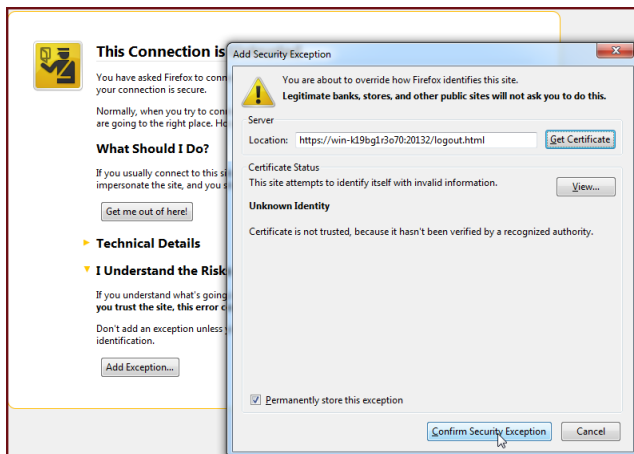 This Connection is
You have asked Firefox to conn
your connection is secure.
Normally, when you try to conn
are going to the right place. Ho
What Should I Do?
If you usually connect to this si
impersonate the site, and you s
Get me out of here!
Technical Details
I Understand the Risk
If you understand what's going
you trust the site, this error c
Don't add an exception unless
identification.
Add Exception...
Add Security Exception
You are about to override how Firefox identifies this site.
Legitimate banks, stores, and other public sites will not ask you to do this.
Server
Location: https://win-k19bg1r3o70:20132/logout.html Get Certificate
Certificate Status
This site attempts to identify itself with invalid information. View...
Unknown Identity
Certificate is not trusted, because it hasn't been verified by a recognized authority.
Permanently store this exception
Confirm Security Exception Cancel